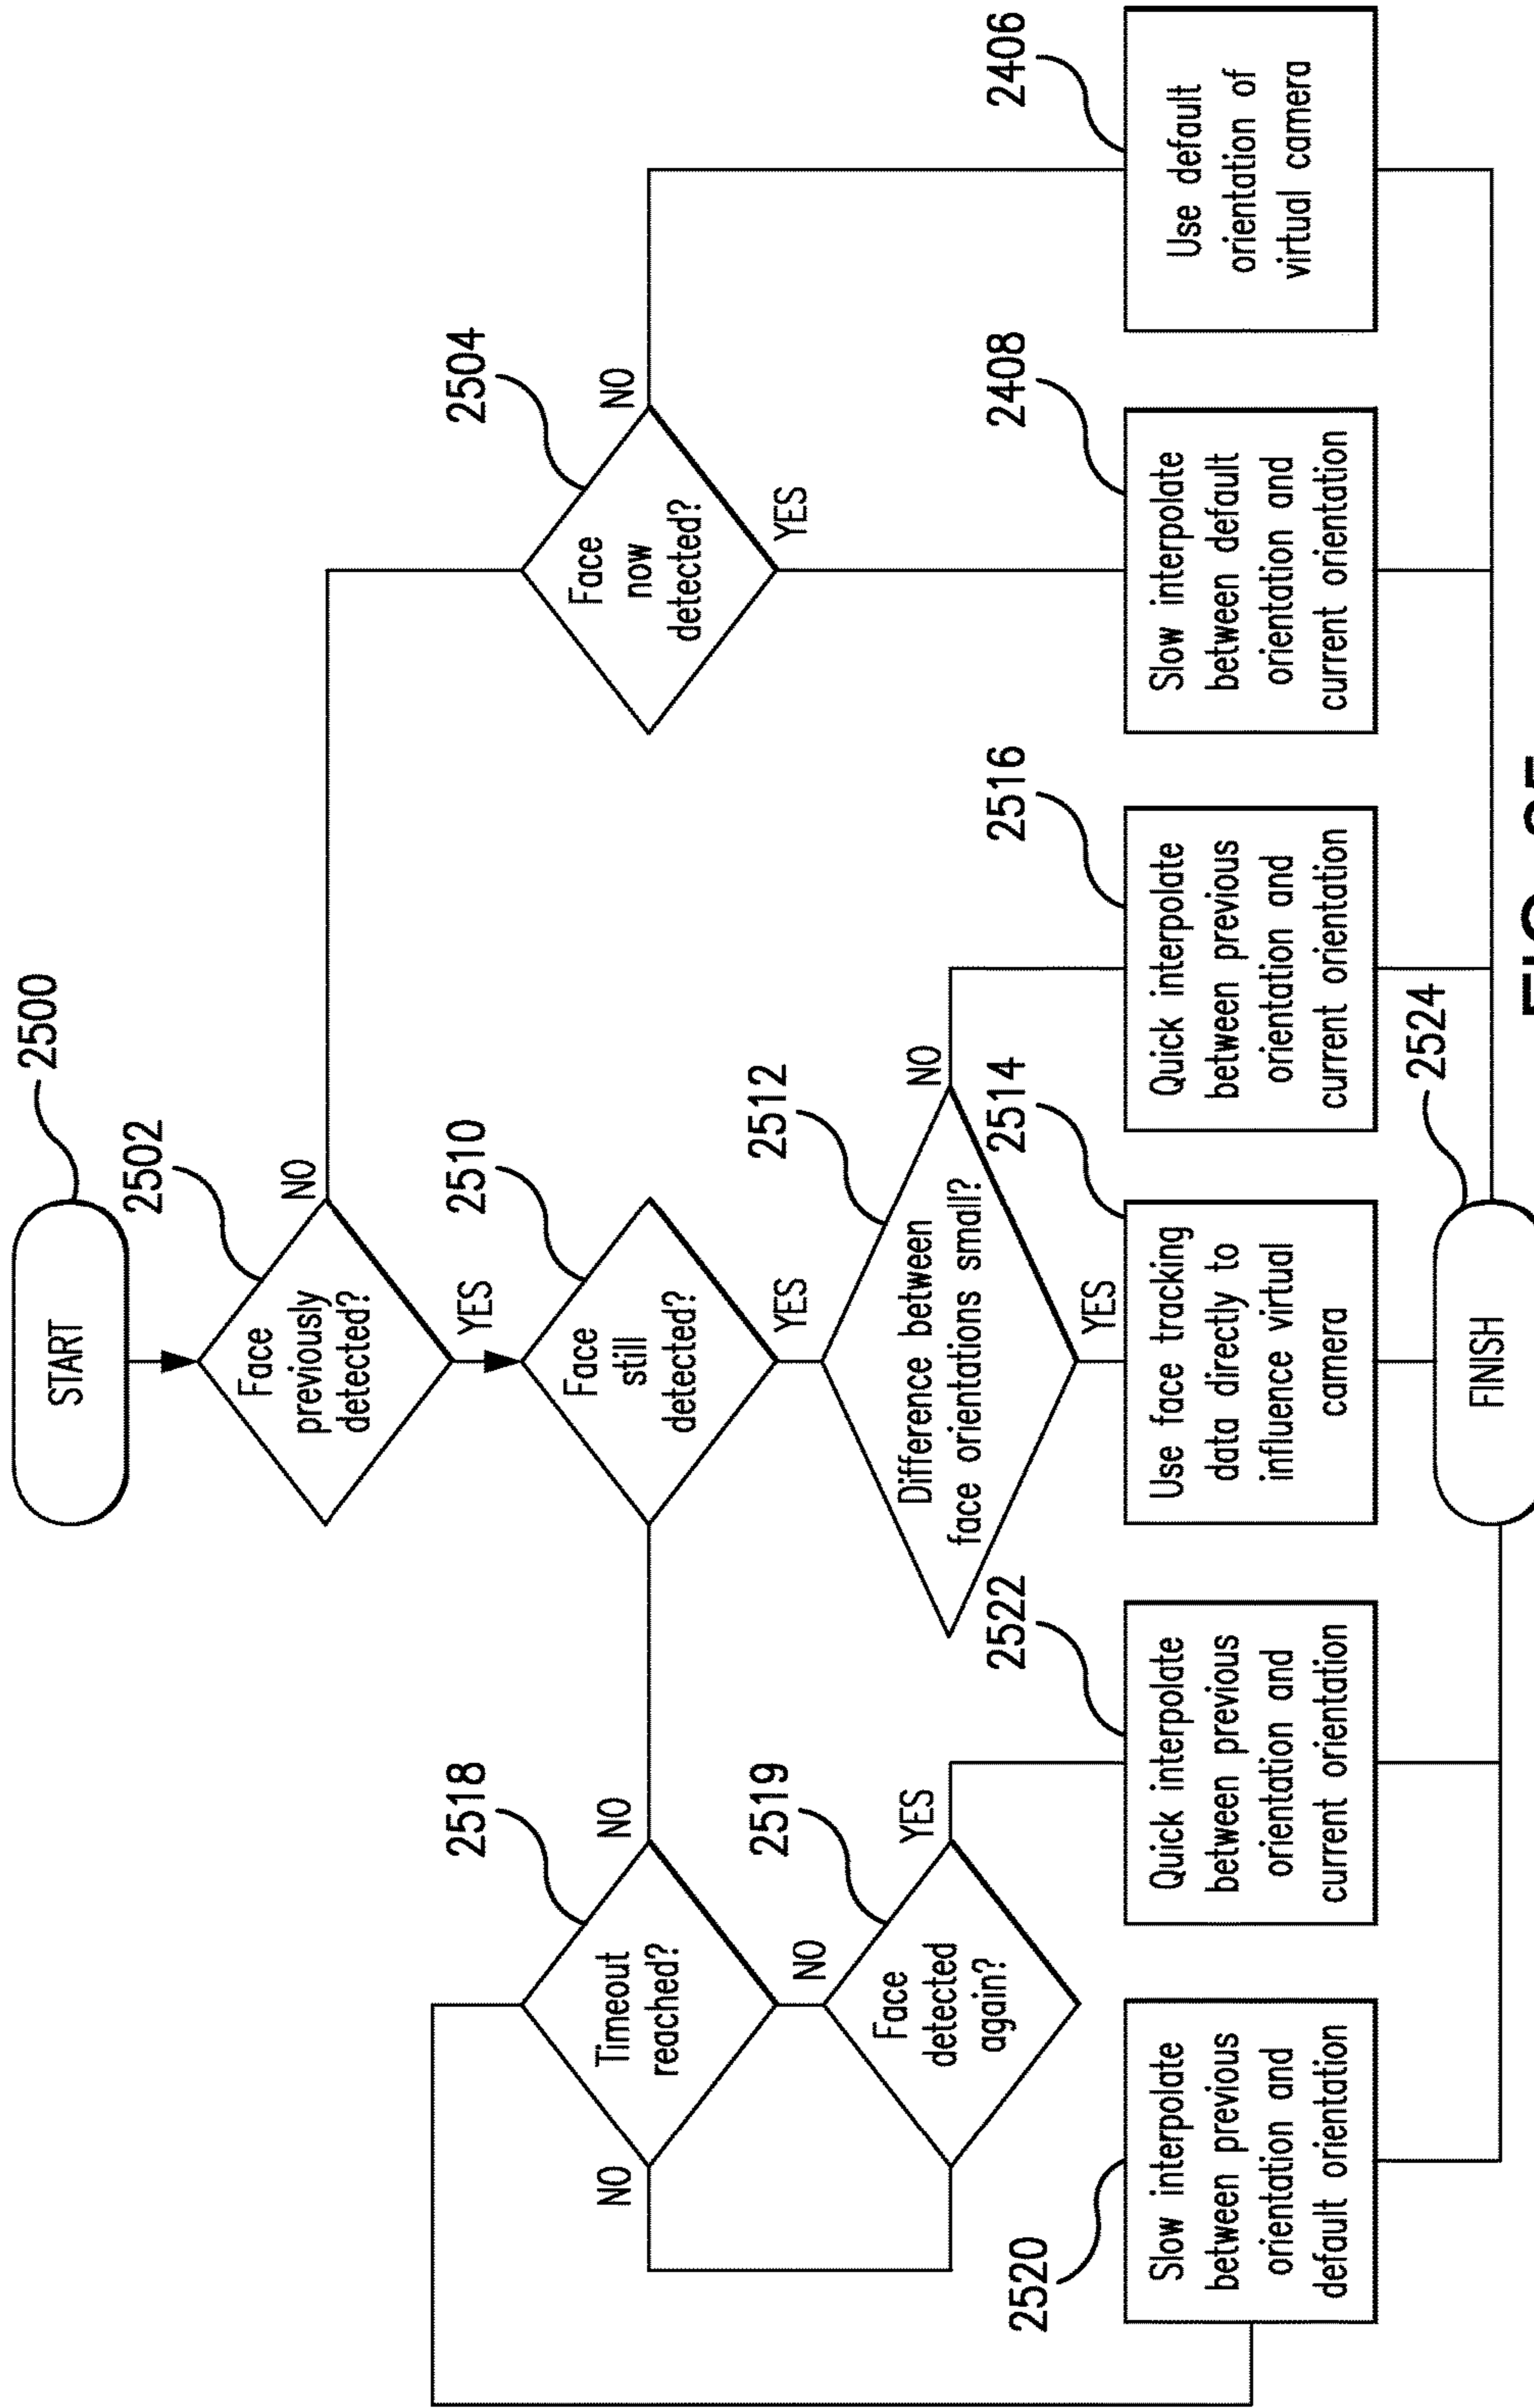 START
2500
Face
previously
detected?
2502
NO
YES
Face
still
detected?
2510
YES
Face
now
detected?
2504
NO
YES
Timeout
reached?
2518
NO
NO
NO
Face
detected
again?
2519
YES
Difference between
face orientations small?
2512
NO
YES
Slow interpolate
between previous
orientation and
default orientation
2520
Quick interpolate
between previous
orientation and
current orientation
2522
Use face tracking
data directly to
influence virtual
camera
2514
Quick interpolate
between previous
orientation and
current orientation
2516
Slow interpolate
between default
orientation and
current orientation
2408
Use default
orientation of
virtual camera
2406
FINISH
2524